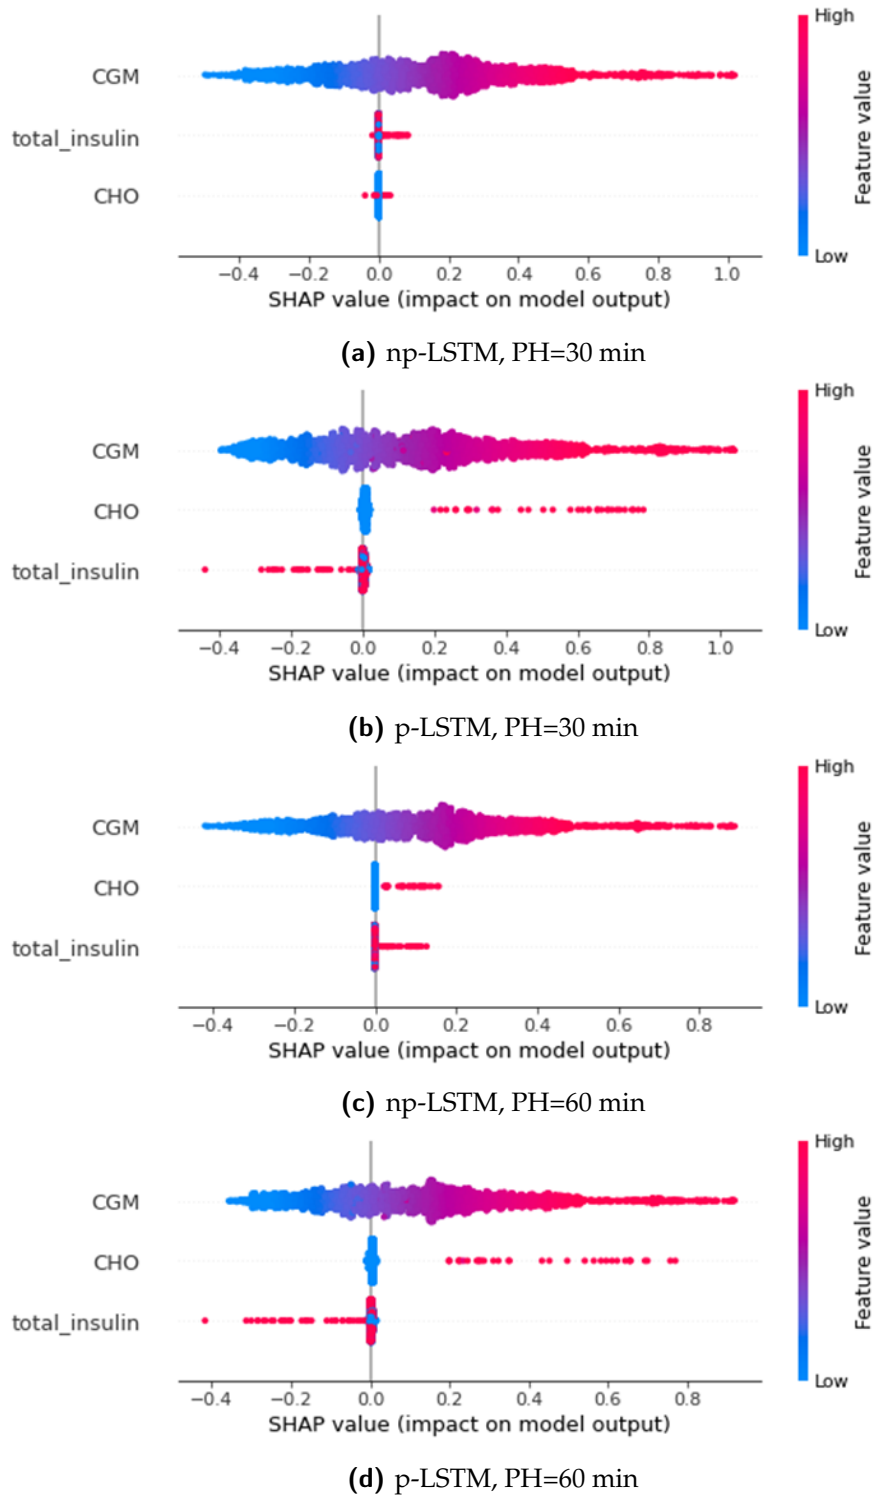 High
CGM
total_insulin
CHO
Feature value
Low
−0.4 −0.2 0.0 0.2 0.4 0.6 0.8 1.0
SHAP value (impact on model output)
(a) np-LSTM, PH=30 min
High
CGM
CHO
total_insulin
Feature value
Low
−0.4 −0.2 0.0 0.2 0.4 0.6 0.8 1.0
SHAP value (impact on model output)
(b) p-LSTM, PH=30 min
High
CGM
CHO
total_insulin
Feature value
Low
−0.4 −0.2 0.0 0.2 0.4 0.6 0.8
SHAP value (impact on model output)
(c) np-LSTM, PH=60 min
High
CGM
CHO
total_insulin
Feature value
Low
−0.4 −0.2 0.0 0.2 0.4 0.6 0.8
SHAP value (impact on model output)
(d) p-LSTM, PH=60 min